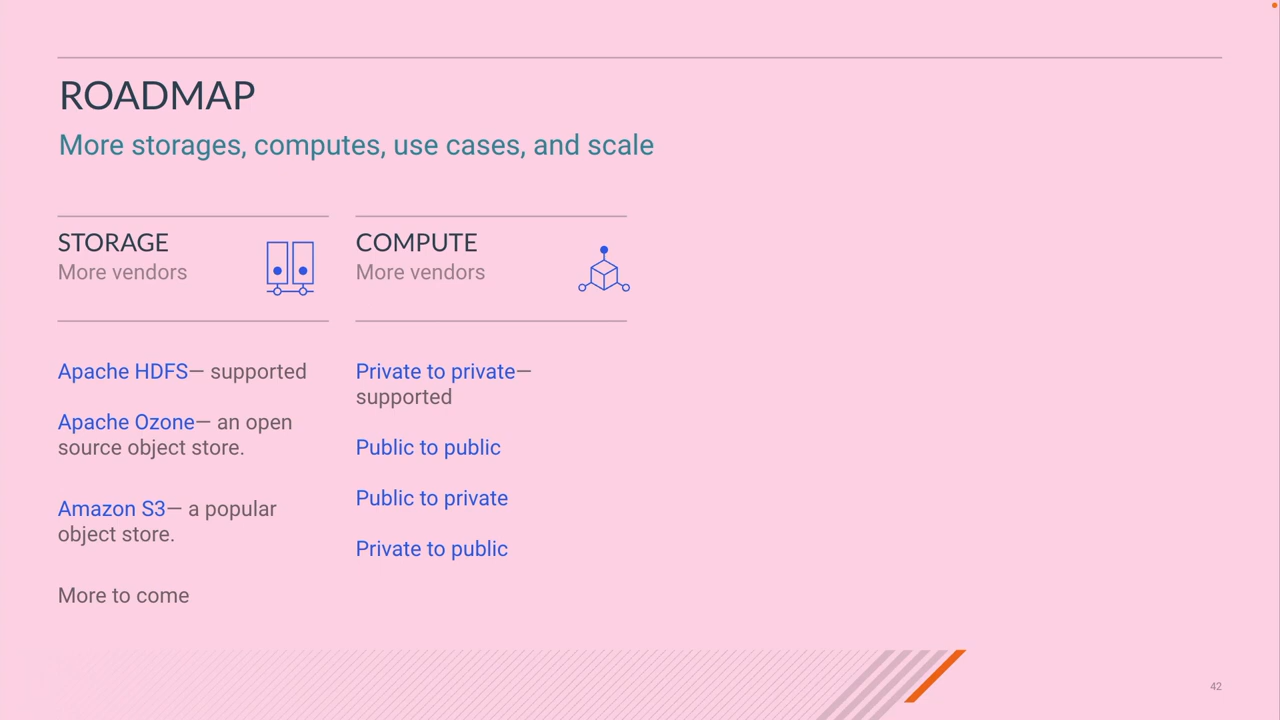 ROADMAP
More storages, computes, use cases, and scale
STORAGE
More vendors
Apache HDFS— supported
Apache Ozone— an open
source object store.
Amazon S3— a popular
object store.
More to come
COMPUTE
More vendors
Private to private—
supported
Public to public
Public to private
Private to public
42